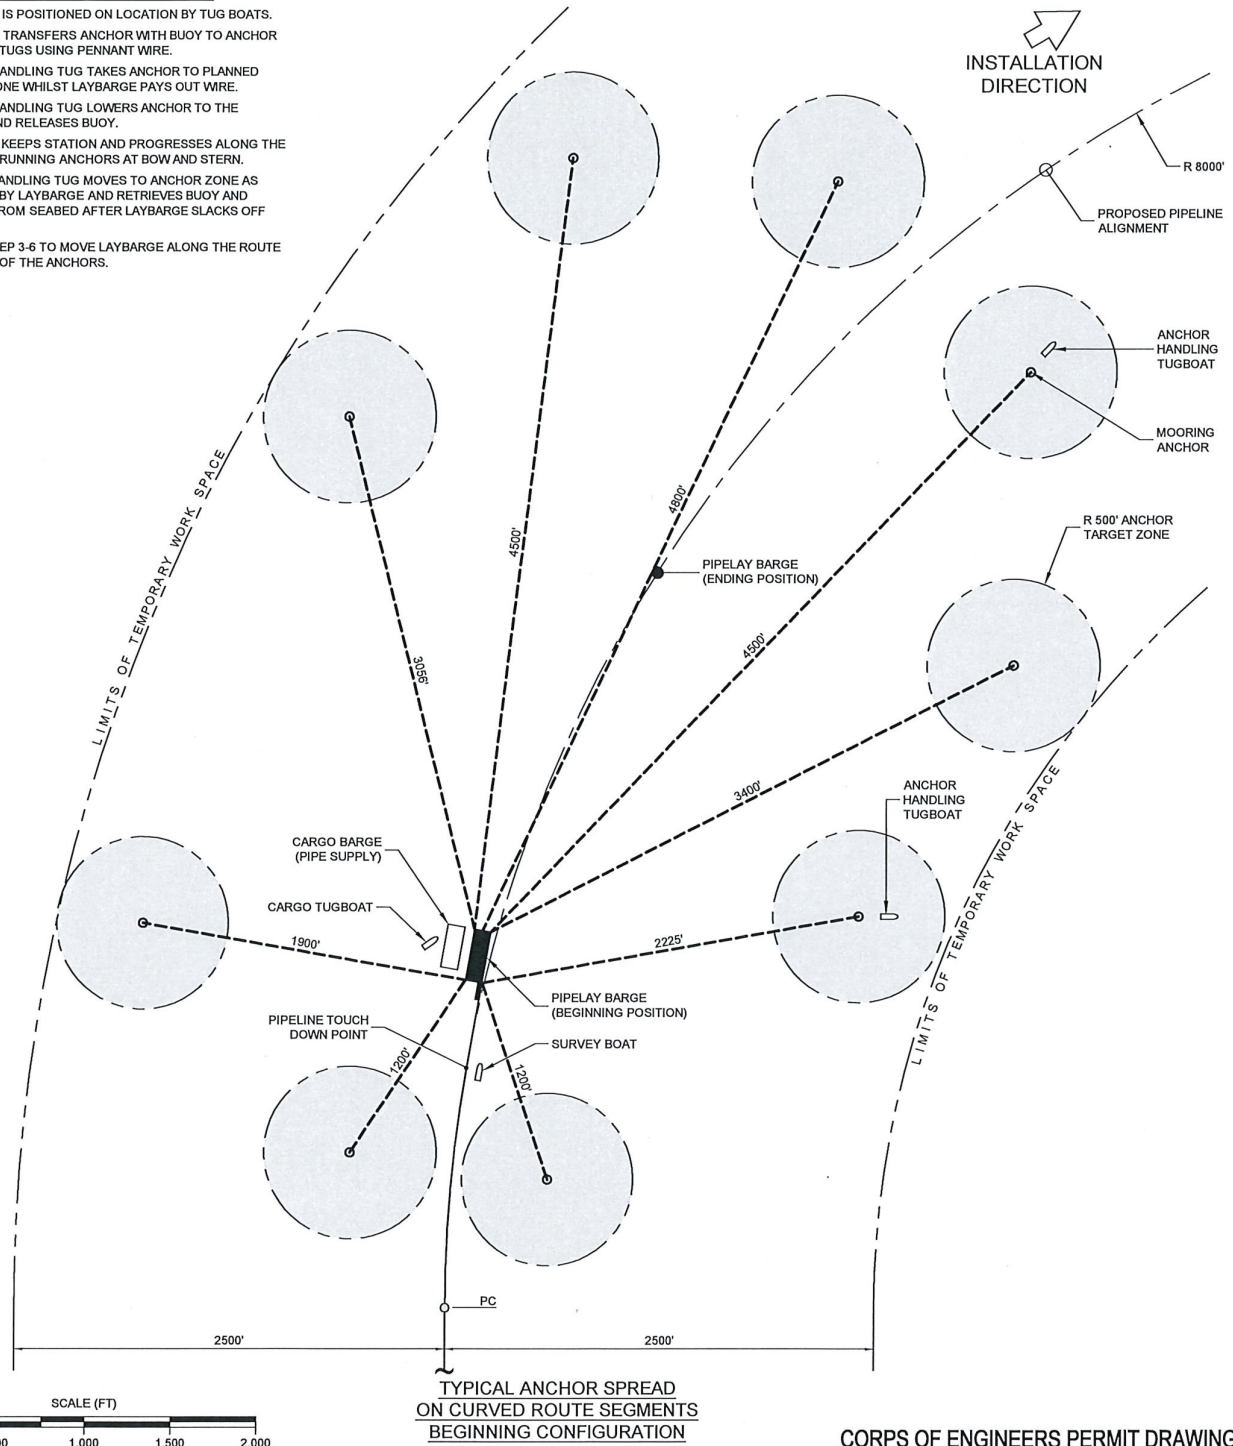 IS POSITIONED ON LOCATION BY TUG BOATS.
TRANSFERS ANCHOR WITH BUOY TO ANCHOR
TUGS USING PENNANT WIRE.
ANDLING TUG TAKES ANCHOR TO PLANNED
ONE WHILST LAYBARGE PAYS OUT WIRE.
ANDLING TUG LOWERS ANCHOR TO THE
ND RELEASES BUOY.
KEEPS STATION AND PROGRESSES ALONG THE
RUNNING ANCHORS AT BOW AND STERN.
ANDLING TUG MOVES TO ANCHOR ZONE AS
BY LAYBARGE AND RETRIEVES BUOY AND
ROM SEABED AFTER LAYBARGE SLACKS OFF
EP 3-6 TO MOVE LAYBARGE ALONG THE ROUTE
OF THE ANCHORS.
INSTALLATION
DIRECTION
R 8000'
PROPOSED PIPELINE
ALIGNMENT
ANCHOR
HANDLING
TUGBOAT
MOORING
ANCHOR
R 500' ANCHOR
TARGET ZONE
LIMITS OF TEMPORARY WORK SPACE
4500'
4800'
PIPELAY BARGE
(ENDING POSITION)
4500'
3056'
3400'
ANCHOR
HANDLING
TUGBOAT
LIMITS OF TEMPORARY WORK SPACE
CARGO BARGE
(PIPE SUPPLY)
CARGO TUGBOAT
1900'
2225'
PIPELAY BARGE
(BEGINNING POSITION)
PIPELINE TOUCH
DOWN POINT
SURVEY BOAT
1200'
1200'
PC
2500'
2500'
TYPICAL ANCHOR SPREAD
ON CURVED ROUTE SEGMENTS
BEGINNING CONFIGURATION
SCALE (FT)
00 1,000 1,500 2,000
CORPS OF ENGINEERS PERMIT DRAWING